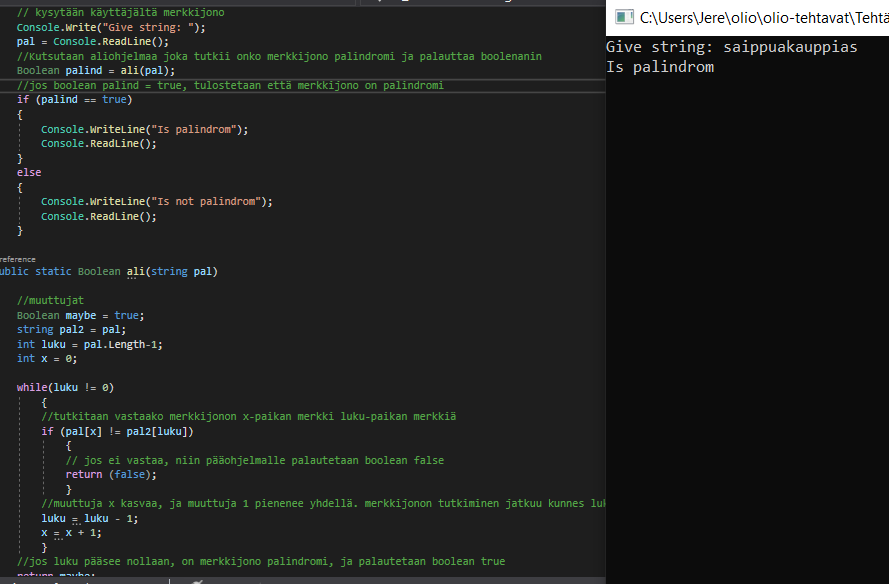 // kysytään käyttäjältä merkkijono
Console.Write("Give string: ");
pal = Console.ReadLine();
//Kutsutaan aliohjelmaa joka tutkii onko merkkijono palindromi ja palauttaa boolenanin
Boolean palind = ali(pal);
//jos boolean palind = true, tulostetaan että merkkijono on palindromi
if (palind == true)
{
Console.WriteLine("Is palindrom");
Console.ReadLine();
}
else
{
Console.WriteLine("Is not palindrom");
Console.ReadLine();
}
reference
ublic static Boolean ali(string pal)
//muuttujat
Boolean maybe = true;
string pal2 = pal;
int luku = pal.Length-1;
int x = 0;
while(luku != 0)
{
//tutkitaan vastaako merkkijonon x-paikan merkki luku-paikan merkkiä
if (pal[x] != pal2[luku])
{
// jos ei vastaa, niin pääohjelmalle palautetaan boolean false
return (false);
}
//muuttuja x kasvaa, ja muuttuja 1 pienenee yhdellä. merkkijonon tutkiminen jatkuu kunnes luk
luku = luku - 1;
x = x + 1;
}
//jos luku pääsee nollaan, on merkkijono palindromi, ja palautetaan boolean true
return maybe;
C:\Users\Jere\olio\olio-tehtavat\Tehtä
Give string: saippuakauppias
Is palindrom